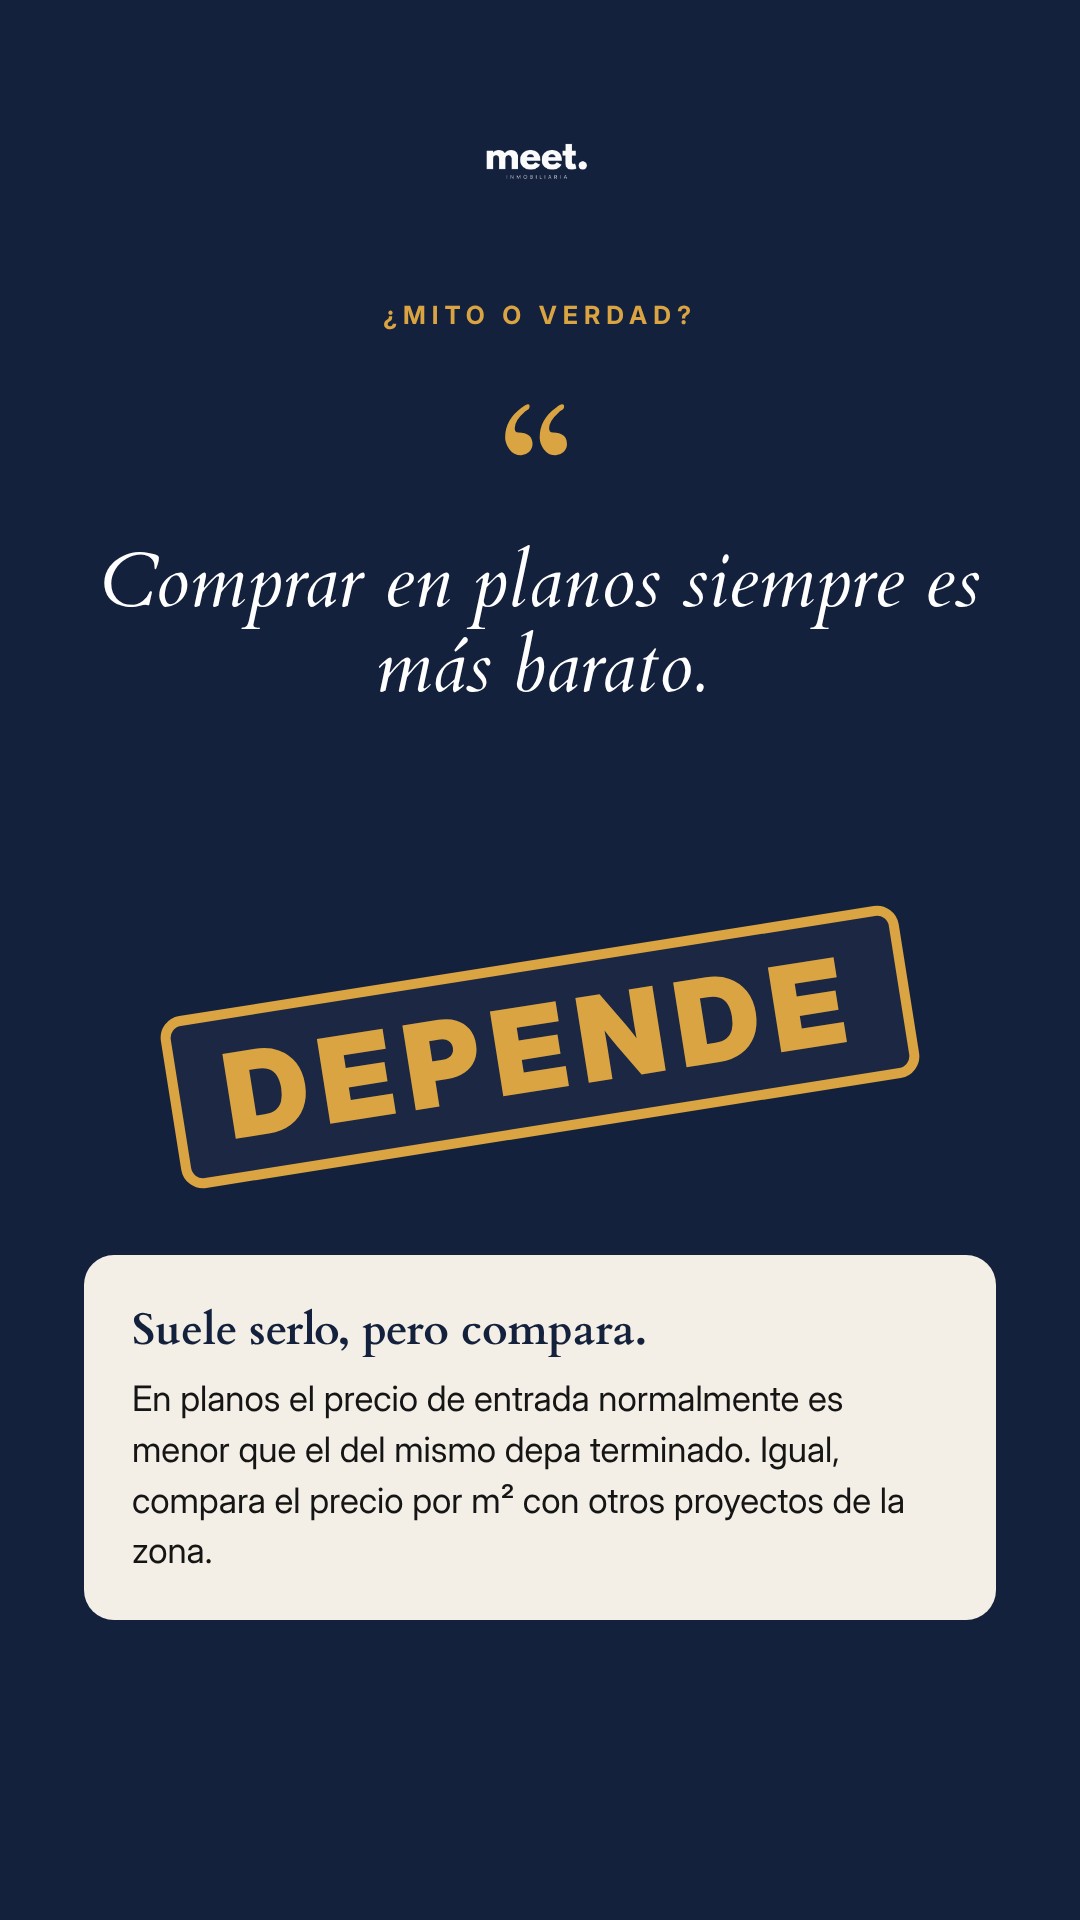 meet.
INMOBILIARIA
¿MITO O VERDAD?
“
Comprar en planos siempre es
más barato.
DEPENDE
Suele serlo, pero compara.
En planos el precio de entrada normalmente es
menor que el del mismo depa terminado. Igual,
compara el precio por m² con otros proyectos de la
zona.